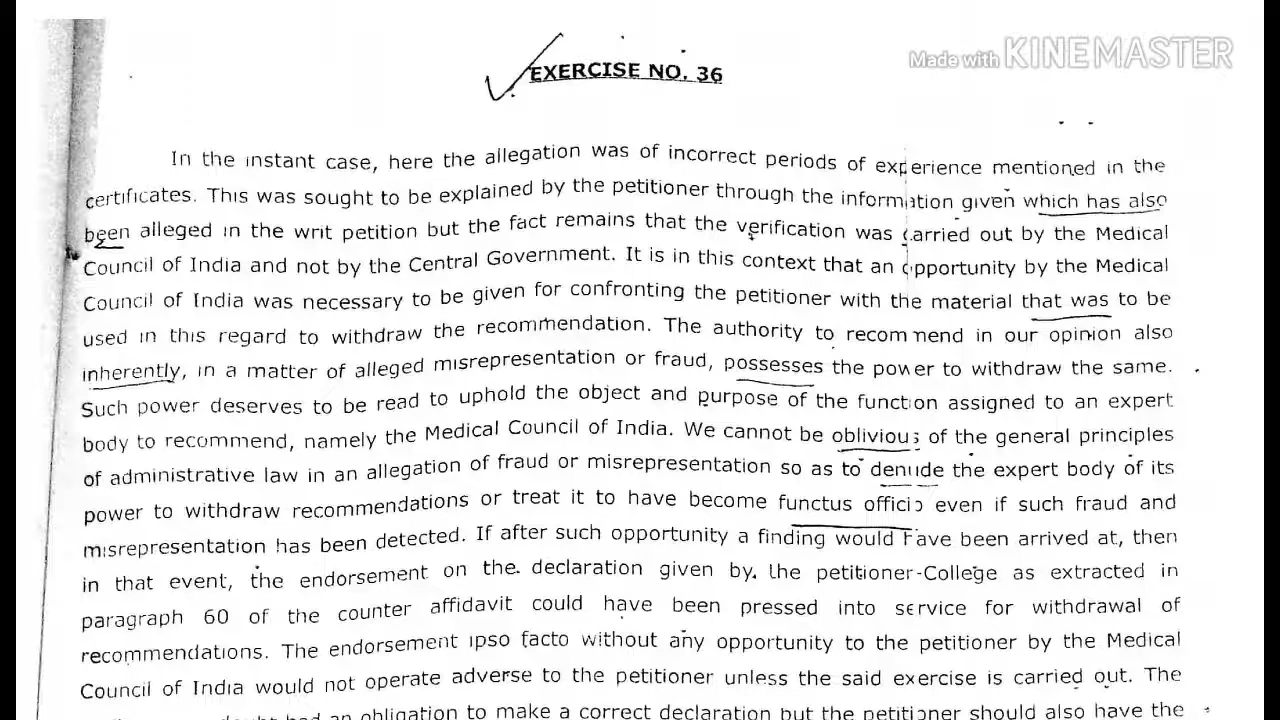 Made with KINEMASTER
EXERCISE NO. 36
In the instant case, here the allegation was of incorrect periods of experience mentioned in the
certificates. This was sought to be explained by the petitioner through the information given which has also
been alleged in the writ petition but the fact remains that the verification was carried out by the Medical
Council of India and not by the Central Government. It is in this context that an opportunity by the Medical
Council of India was necessary to be given for confronting the petitioner with the material that was to be
used in this regard to withdraw the recommendation. The authority to recommend in our opinion also
inherently, in a matter of alleged misrepresentation or fraud, possesses the power to withdraw the same.
Such power deserves to be read to uphold the object and purpose of the function assigned to an expert
body to recommend, namely the Medical Council of India. We cannot be oblivious of the general principles
of administrative law in an allegation of fraud or misrepresentation so as to denude the expert body of its
power to withdraw recommendations or treat it to have become functus officio even if such fraud and
misrepresentation has been detected. If after such opportunity a finding would have been arrived at, then
in that event, the endorsement on the declaration given by the petitioner-College as extracted in
paragraph 60 of the counter affidavit could have been pressed into service for withdrawal of
recommendations. The endorsement ipso facto without any opportunity to the petitioner by the Medical
Council of India would not operate adverse to the petitioner unless the said exercise is carried out. The
an obligation to make a correct declaration but the petitioner should also have the